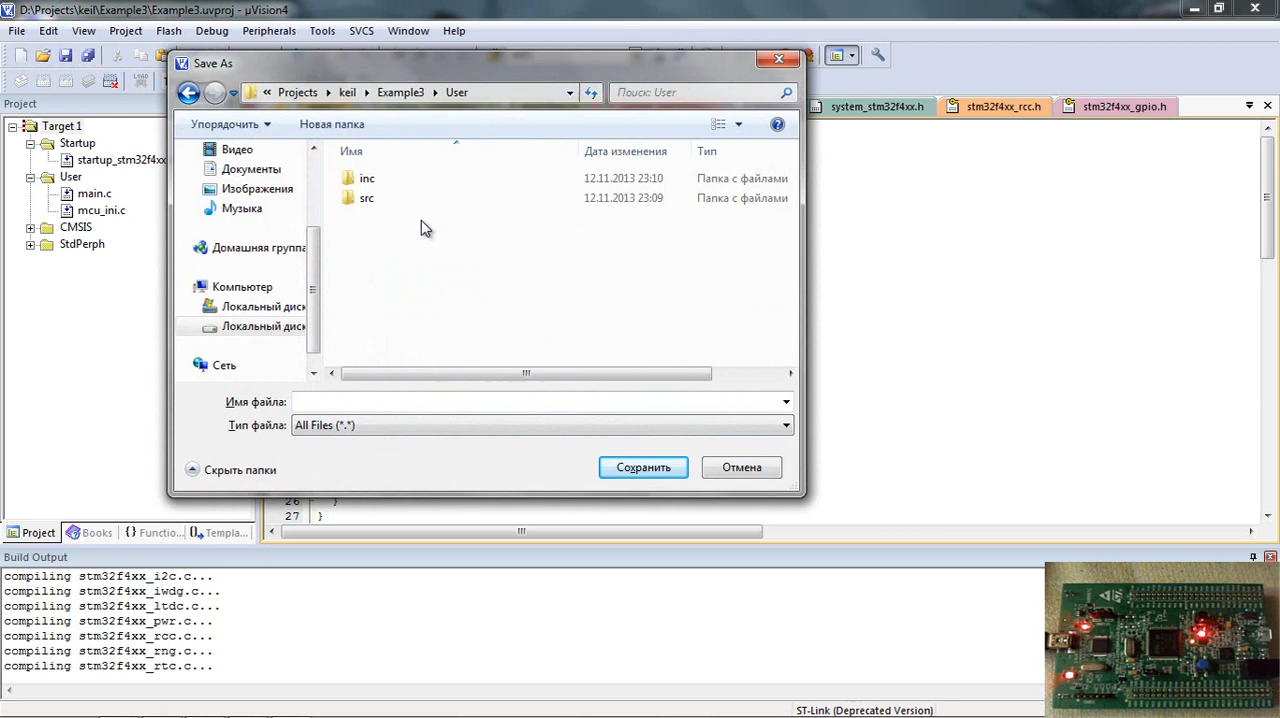 D:\Projects\keil\Example3\Example3.uvproj - µVision4
File Edit View Project Flash Debug Peripherals Tools SVCS Window Help
Save As
« Projects ▸ keil ▸ Example3 ▸ User
Поиск: User
Упорядочить Новая папка
Project
system_stm32f4xx.h stm32f4xx_rcc.h stm32f4xx_gpio.h
Target 1
Startup
startup_stm32f4xx
User
main.c
mcu_ini.c
CMSIS
StdPerph
Видео
Документы
Изображения
Музыка
Домашняя группа
Компьютер
Локальный диск
Локальный диск
Сеть
Имя Дата изменения Тип
inc 12.11.2013 23:10 Папка с файлами
src 12.11.2013 23:09 Папка с файлами
Имя файла:
Тип файла: All Files (*.*)
Скрыть папки Сохранить Отмена
26 }
27 }
Project Books {} Functio... Templa...
Build Output
compiling stm32f4xx_i2c.c...
compiling stm32f4xx_iwdg.c...
compiling stm32f4xx_ltdc.c...
compiling stm32f4xx_pwr.c...
compiling stm32f4xx_rcc.c...
compiling stm32f4xx_rng.c...
compiling stm32f4xx_rtc.c...
ST-Link (Deprecated Version)